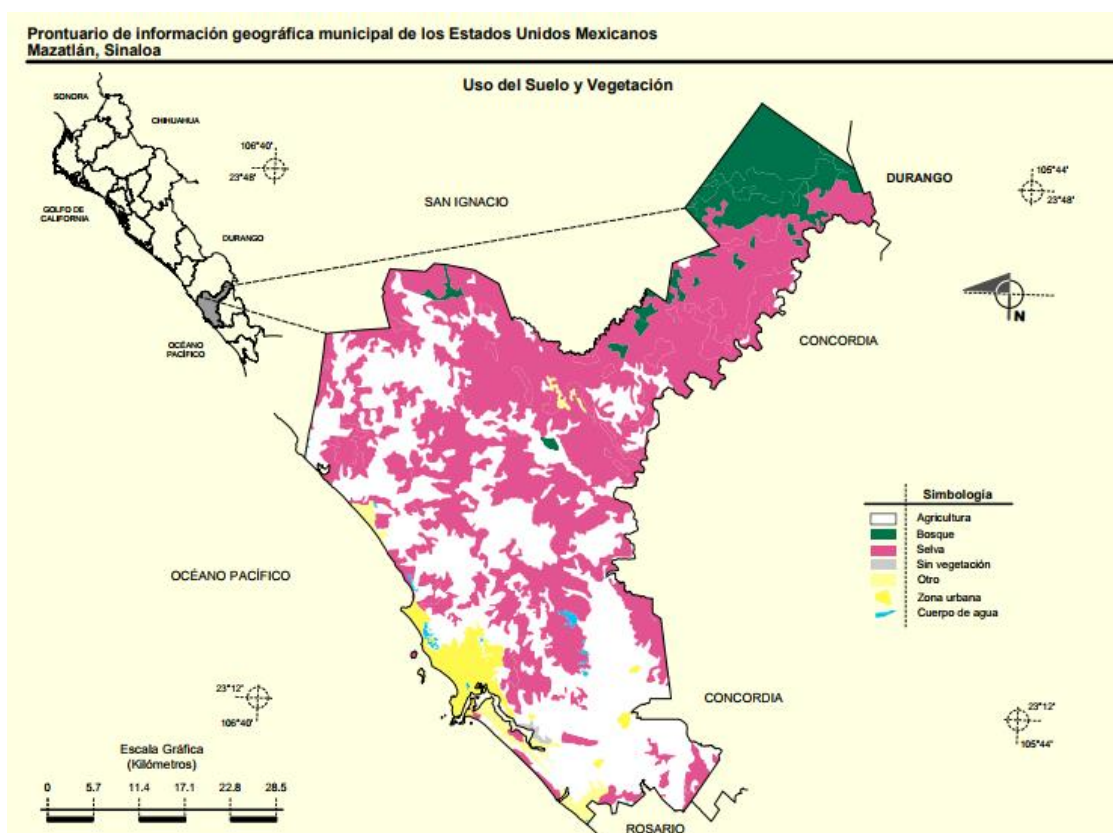 Prontuario de información geográfica municipal de los Estados Unidos Mexicanos
Mazatlán, Sinaloa
Uso del Suelo y Vegetación
SONORA
CHIHUAHUA
GOLFO DE
CALIFORNIA
DURANGO
OCÉANO
PACÍFICO
106°40'
23°48'
SAN IGNACIO
DURANGO
105°44'
23°48'
N
CONCORDIA
Simbología
Agricultura
Bosque
Selva
Sin vegetación
Otro
Zona urbana
Cuerpo de agua
OCÉANO PACÍFICO
23°12'
106°40'
CONCORDIA
23°12'
105°44'
Escala Gráfica
(Kilómetros)
0 5.7 11.4 17.1 22.8 28.5
ROSARIO